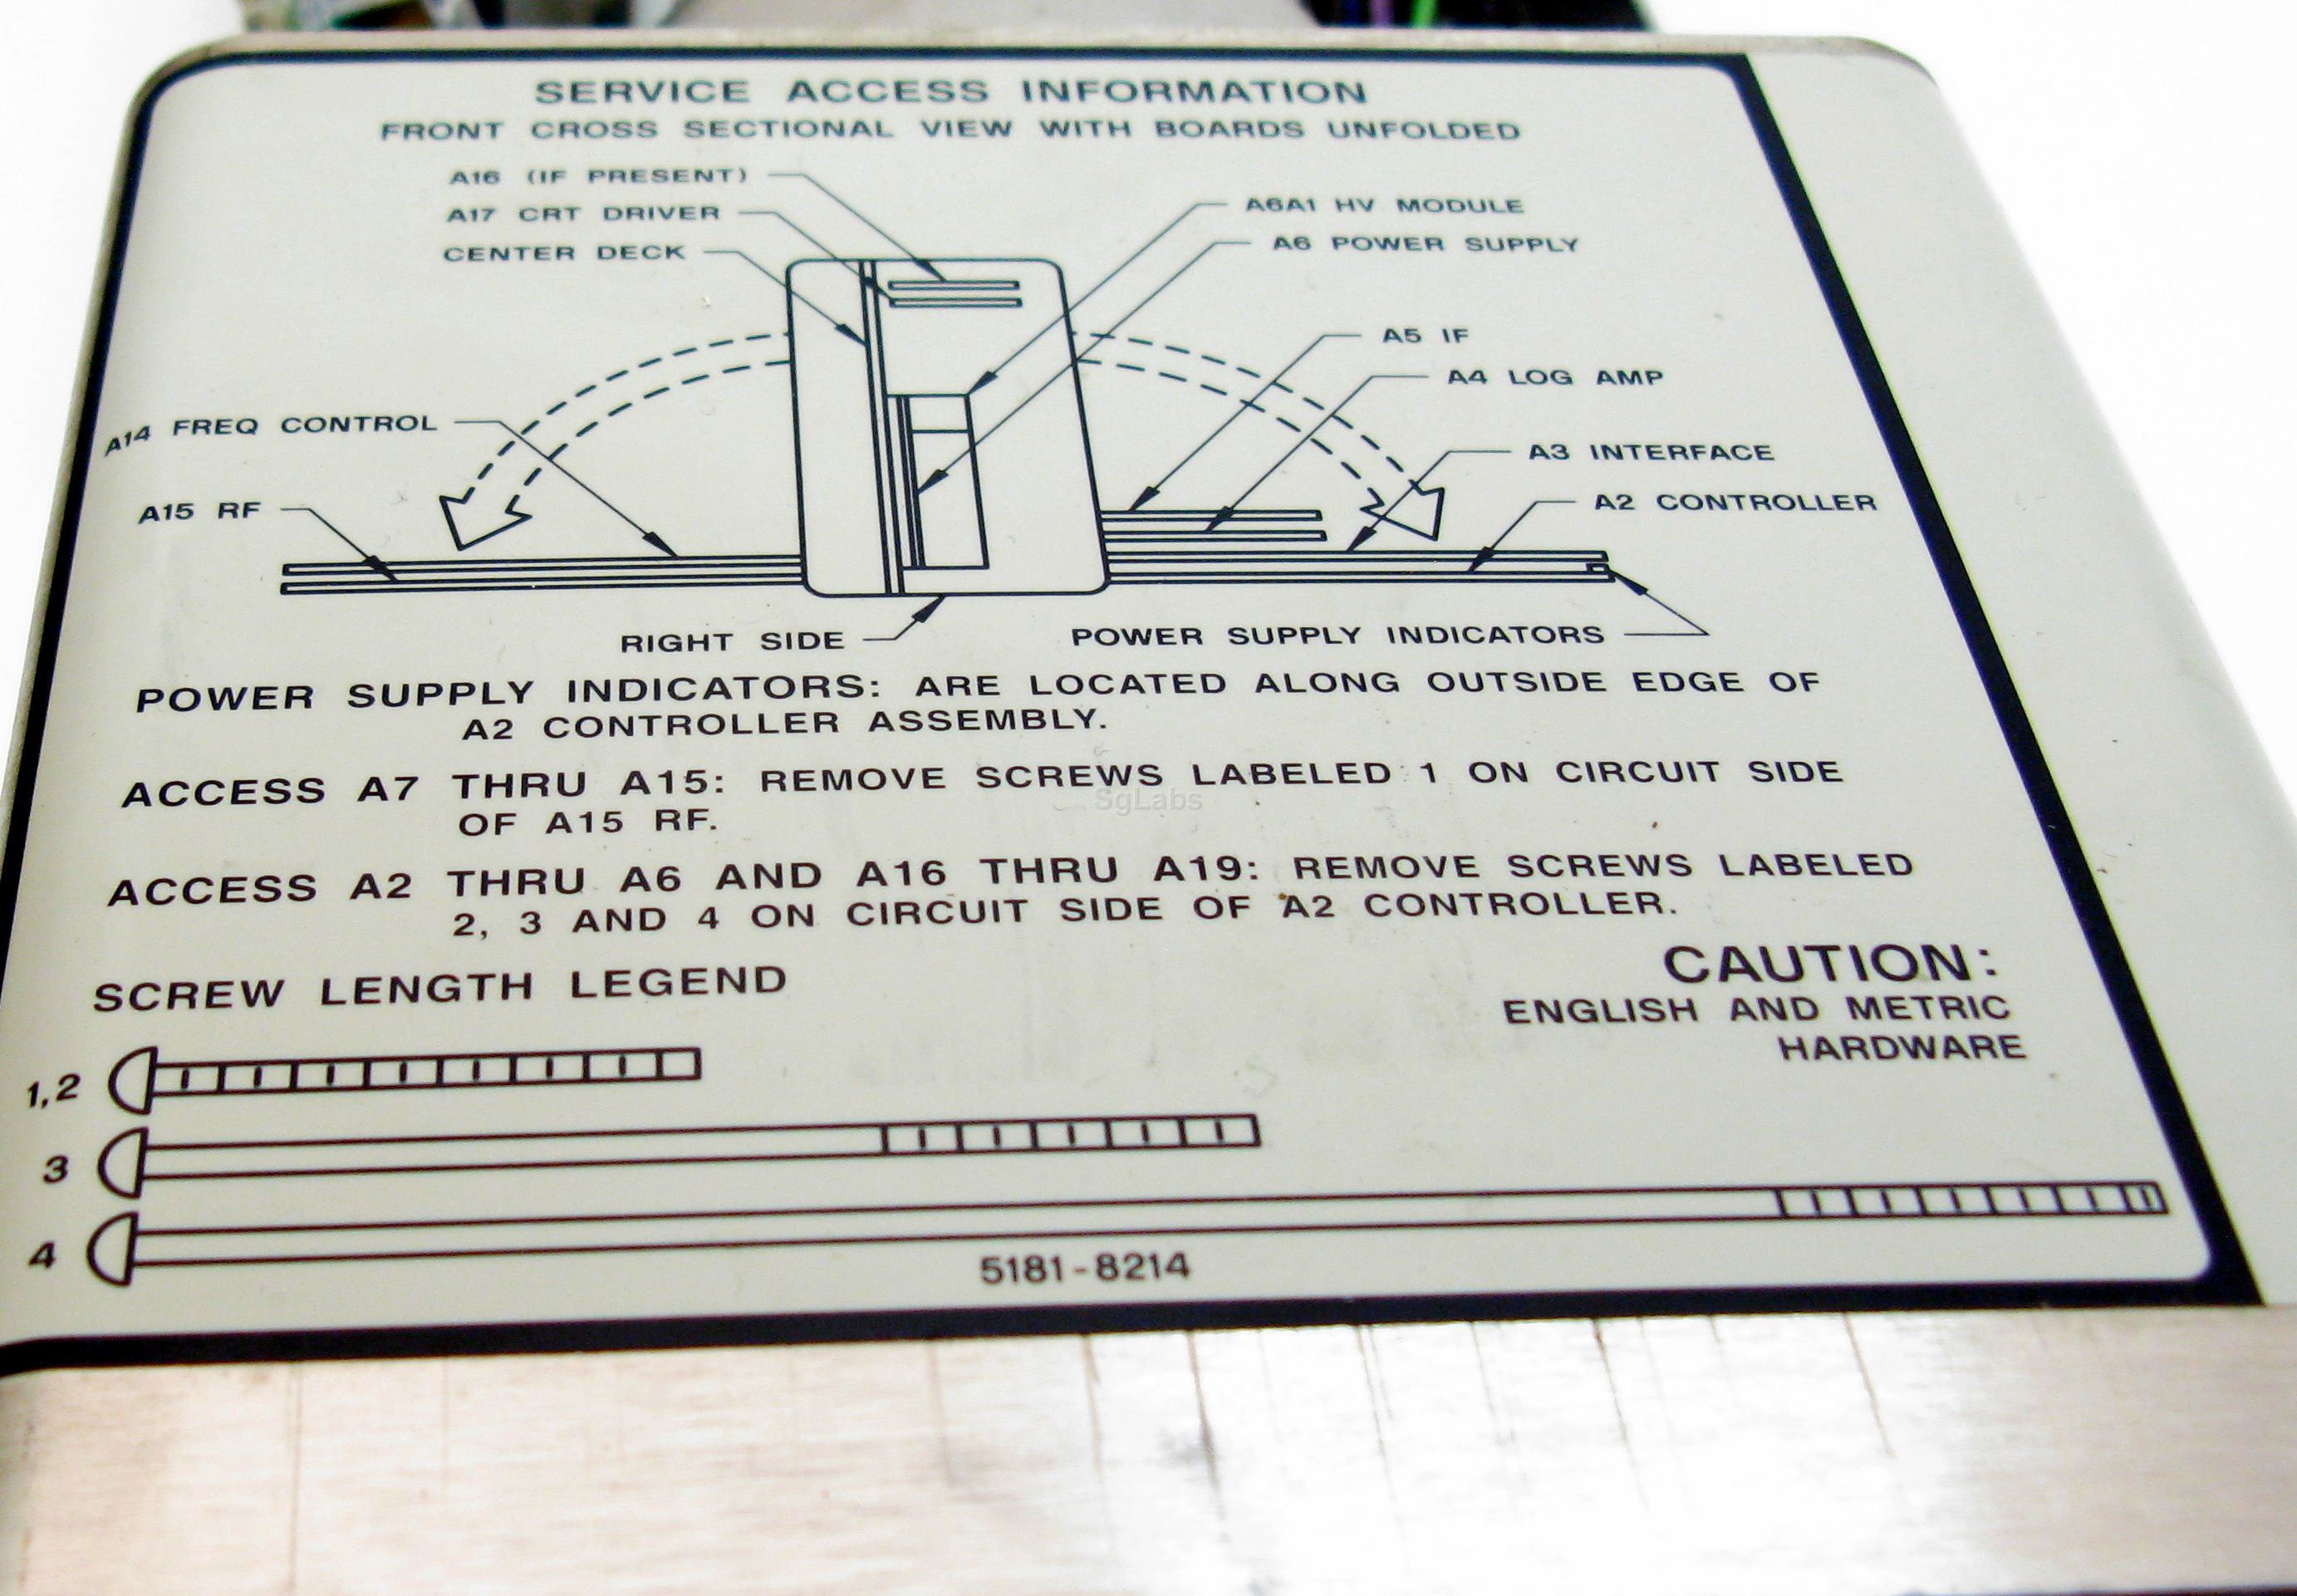 SERVICE ACCESS INFORMATION
FRONT CROSS SECTIONAL VIEW WITH BOARDS UNFOLDED
A16 (IF PRESENT)
A17 CRT DRIVER
CENTER DECK
A6A1 HV MODULE
A6 POWER SUPPLY
A5 IF
A4 LOG AMP
A14 FREQ CONTROL
A3 INTERFACE
A15 RF
A2 CONTROLLER
RIGHT SIDE
POWER SUPPLY INDICATORS
POWER SUPPLY INDICATORS: ARE LOCATED ALONG OUTSIDE EDGE OF
A2 CONTROLLER ASSEMBLY.
ACCESS A7 THRU A15: REMOVE SCREWS LABELED 1 ON CIRCUIT SIDE
SgLabs
OF A15 RF.
ACCESS A2 THRU A6 AND A16 THRU A19: REMOVE SCREWS LABELED
2, 3 AND 4 ON CIRCUIT SIDE OF A2 CONTROLLER.
SCREW LENGTH LEGEND
CAUTION:
ENGLISH AND METRIC
HARDWARE
1,2
3
4
5181-8214